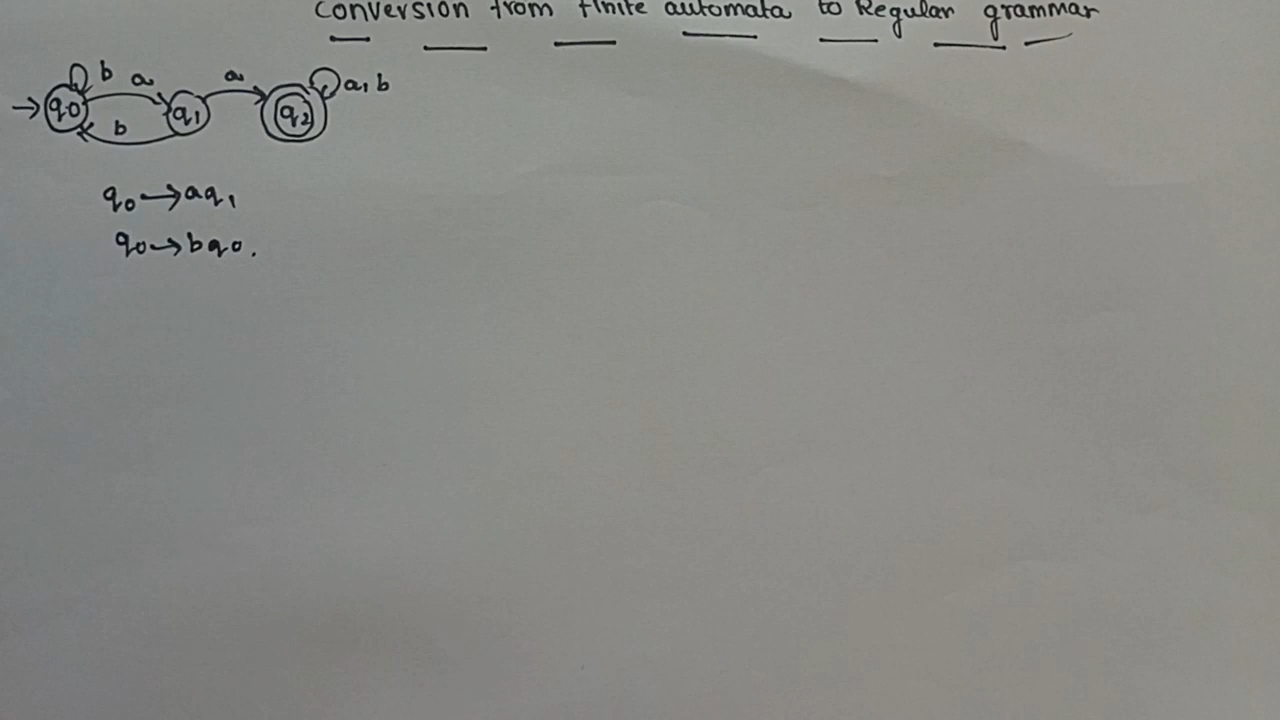 conversion from finite automata to Regular grammar
b a a a,b
→ q0 q1 q2
b
q0 → aq1
q0 → bq0.